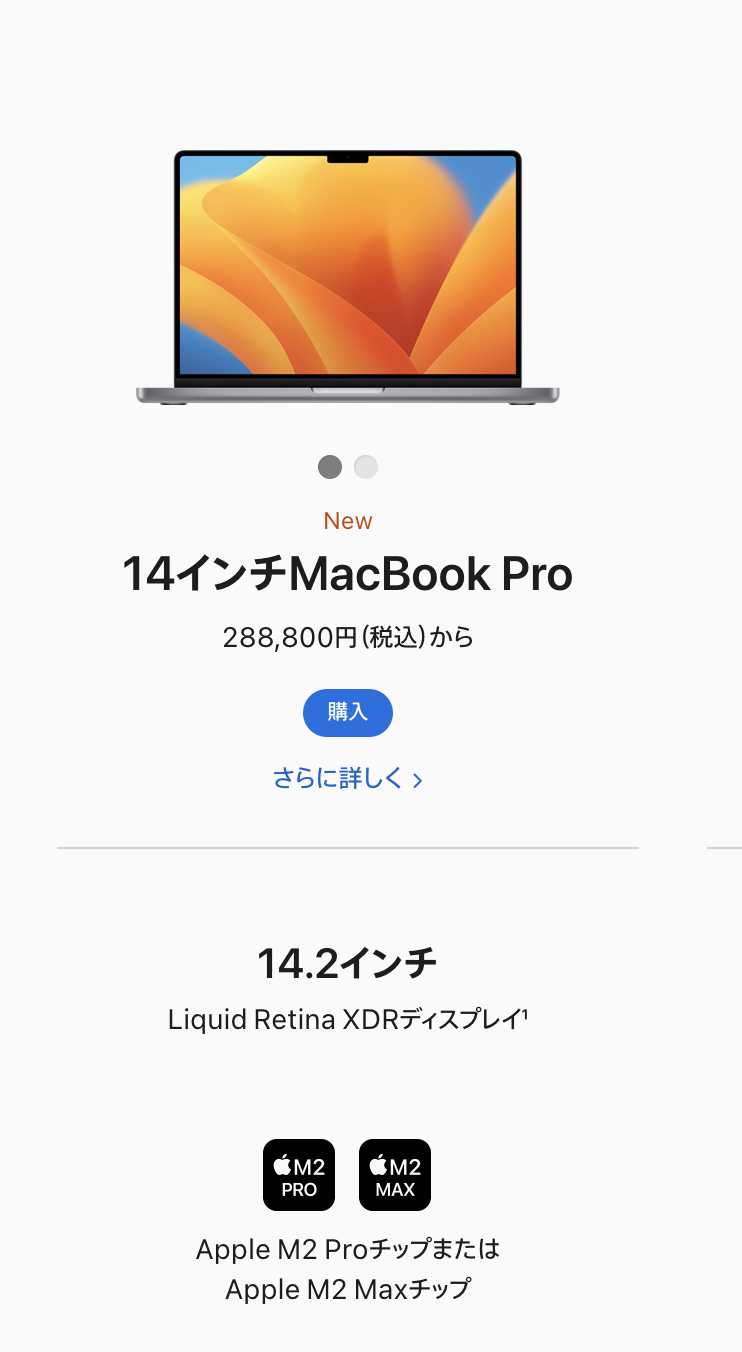 New
14インチMacBook Pro
288,800円(税込)から
購入
さらに詳しく >
14.2インチ
Liquid Retina XDRディスプレイ¹
M2 PRO
M2 MAX
Apple M2 Proチップまたは
Apple M2 Maxチップ